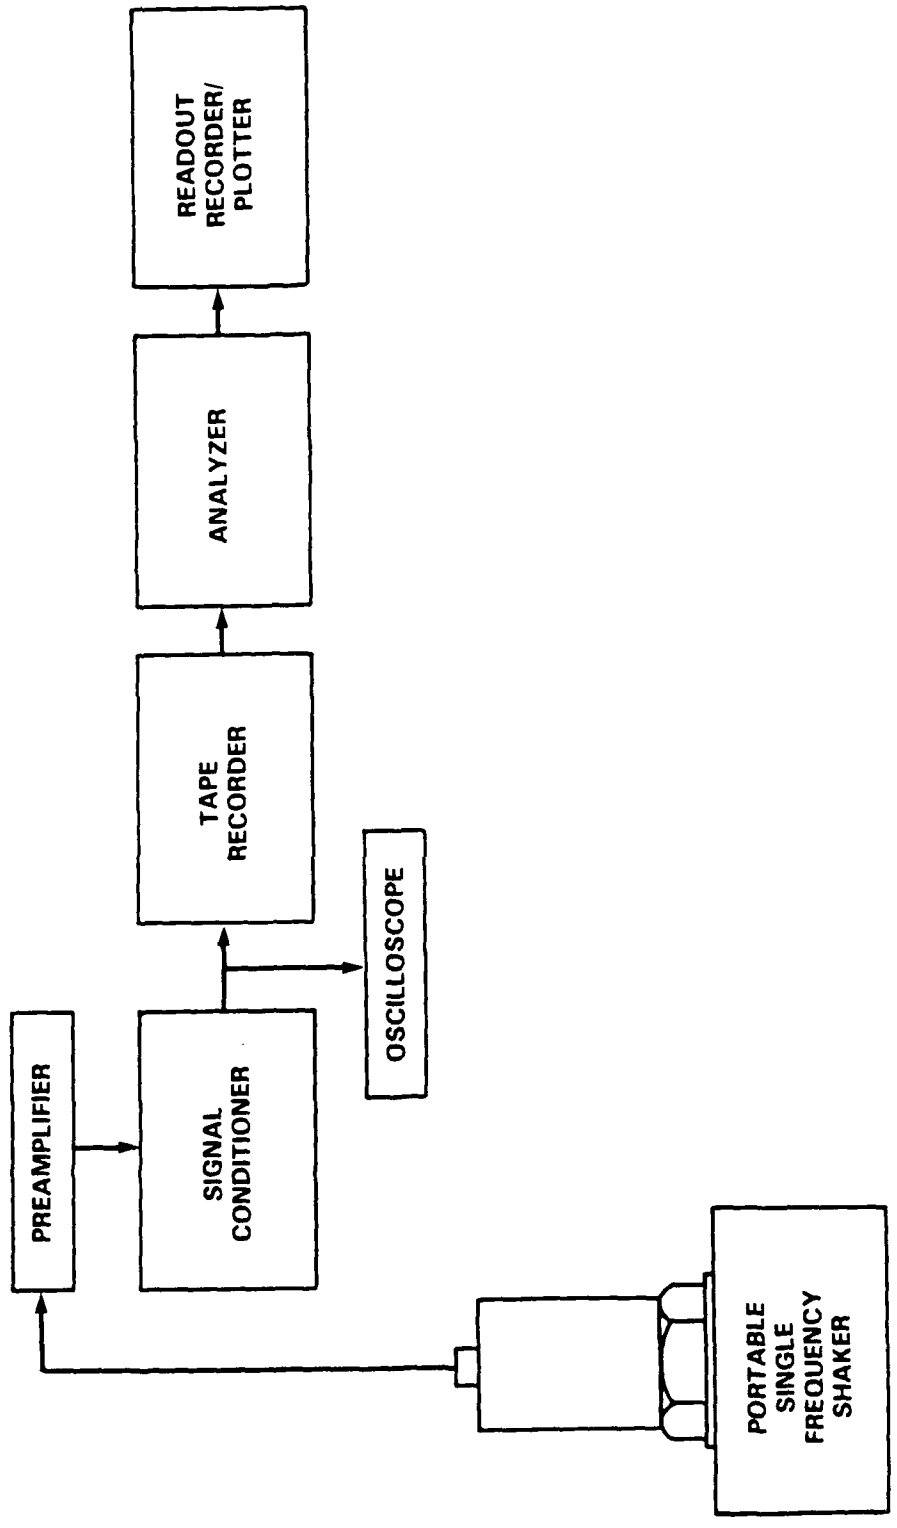 PREAMPLIFIER
SIGNAL
CONDITIONER
OSCILLOSCOPE
TAPE
RECORDER
ANALYZER
READOUT
RECORDER/
PLOTTER
PORTABLE
SINGLE
FREQUENCY
SHAKER